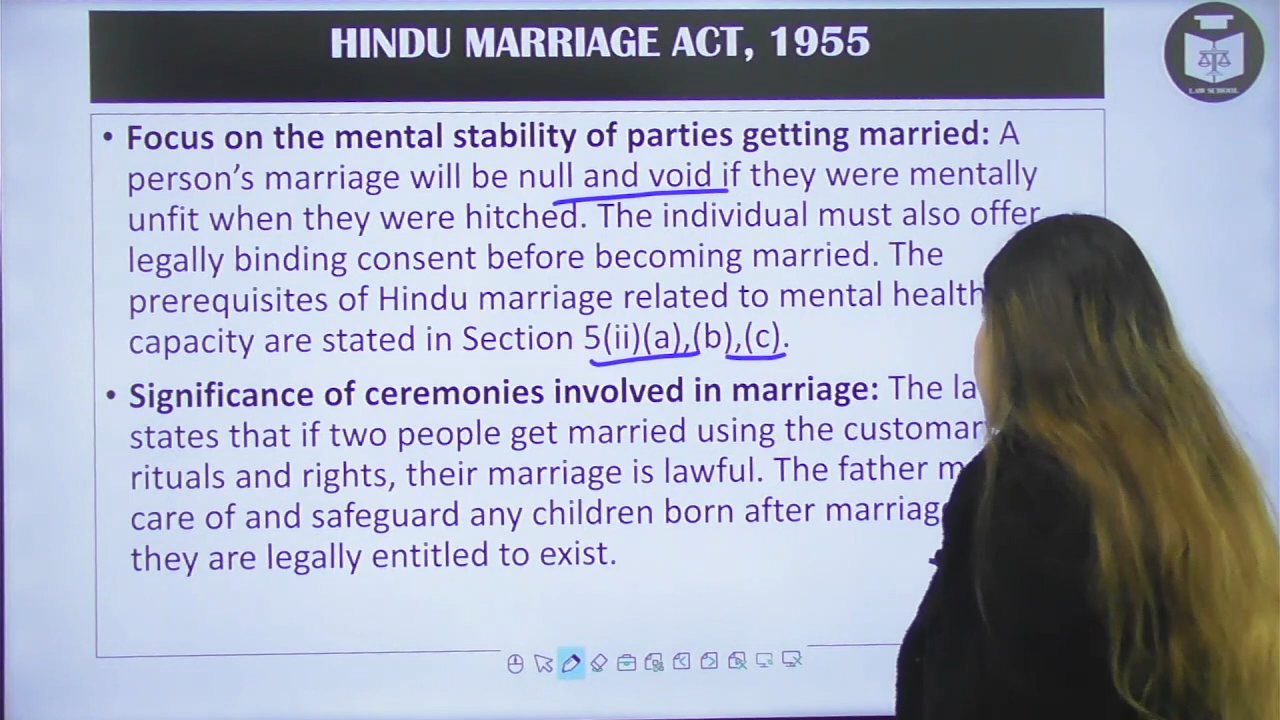 HINDU MARRIAGE ACT, 1955
LAW SCHOOL
• Focus on the mental stability of parties getting married: A
person’s marriage will be null and void if they were mentally
unfit when they were hitched. The individual must also offer
legally binding consent before becoming married. The
prerequisites of Hindu marriage related to mental health
capacity are stated in Section 5(ii)(a),(b),(c).
• Significance of ceremonies involved in marriage: The
states that if two people get married using the
rituals and rights, their marriage is lawful. The father
care of and safeguard any children born after
they are legally entitled to exist.